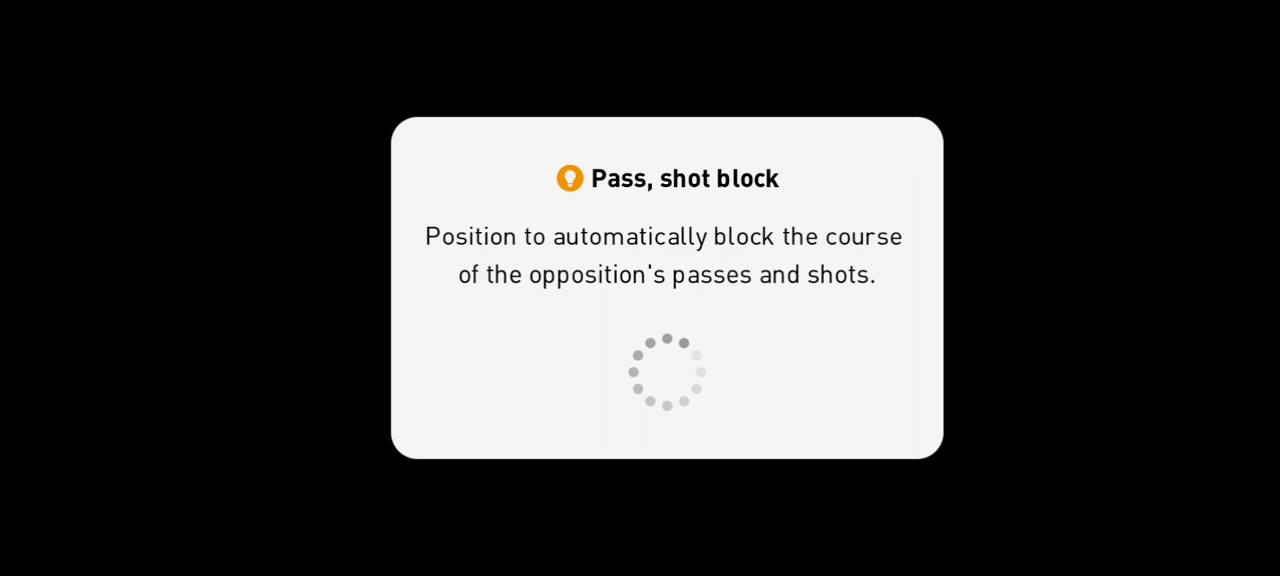 Pass, shot block
Position to automatically block the course
of the opposition's passes and shots.